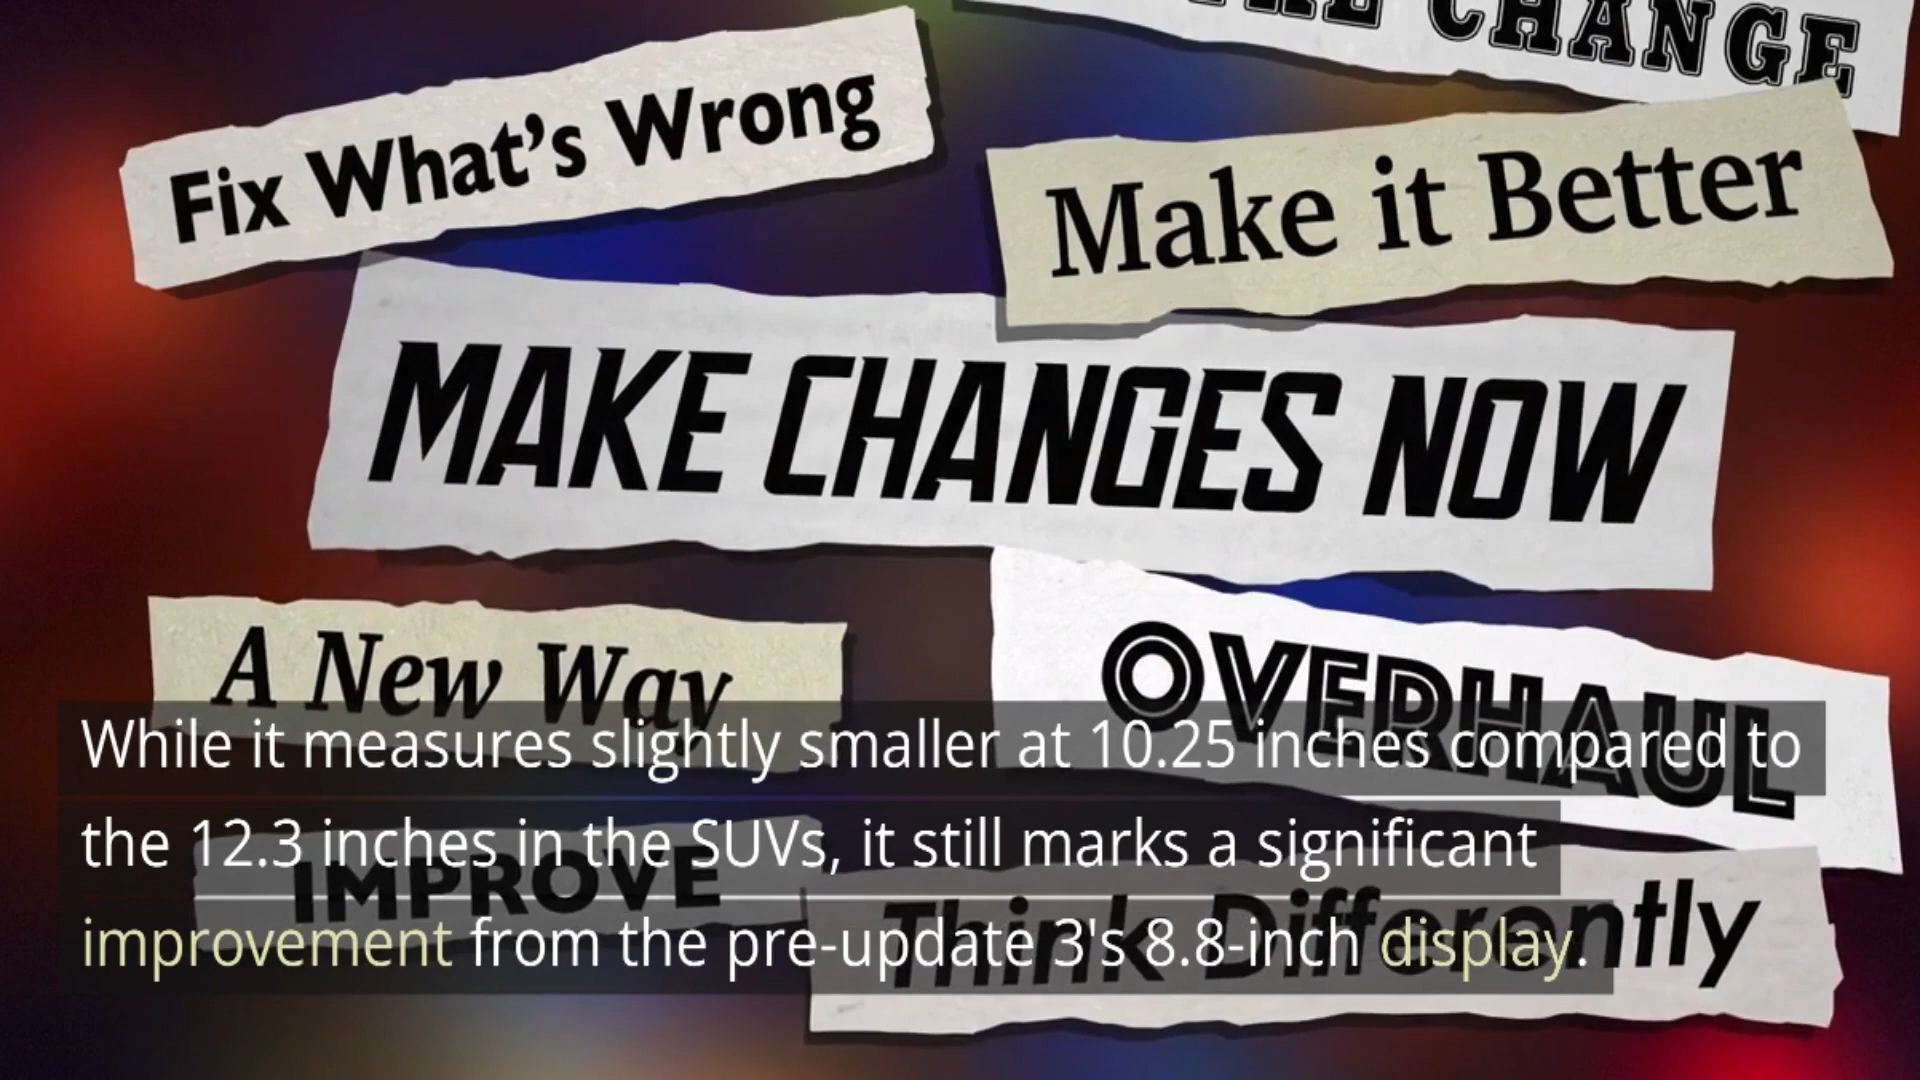 CHANGE
Fix What's Wrong
Make it Better
MAKE CHANGES NOW
A New Way
OVERHAUL
While it measures slightly smaller at 10.25 inches compared to
the 12.3 inches in the SUVs, it still marks a significant
improvement from the pre-update 3's 8.8-inch display.
IMPROVE
Think Differently